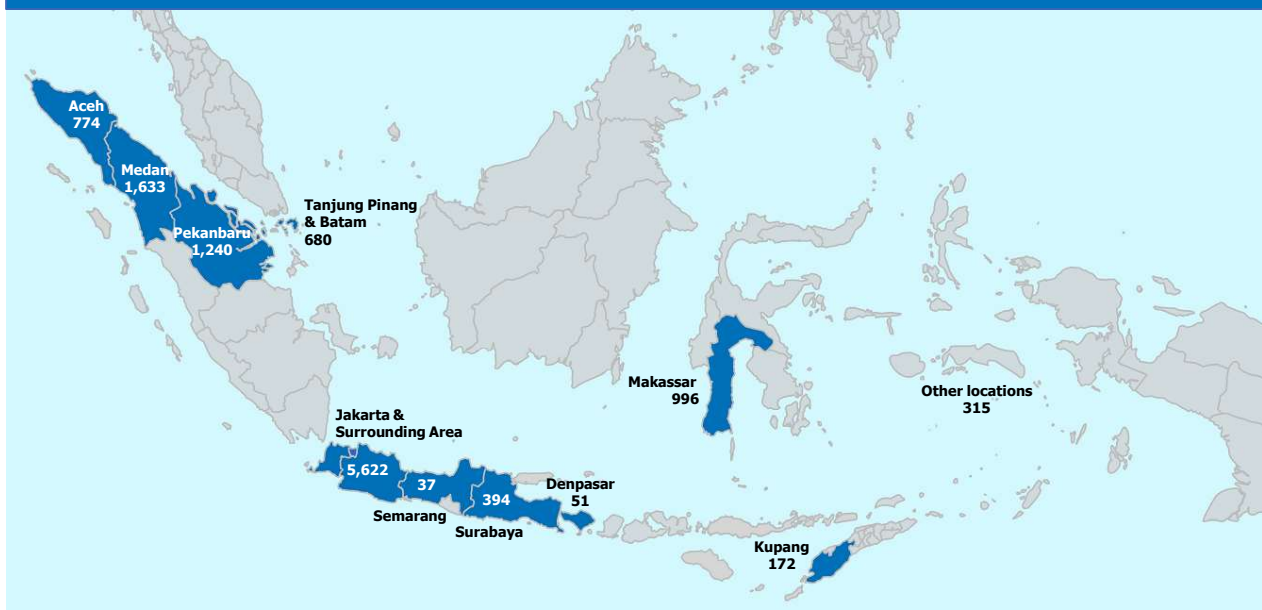 Aceh
774
Medan
1,633
Pekanbaru
1,240
Tanjung Pinang
& Batam
680
Makassar
996
Other locations
315
Jakarta &
Surrounding Area
5,622
37
Semarang
394
Surabaya
Denpasar
51
Kupang
172